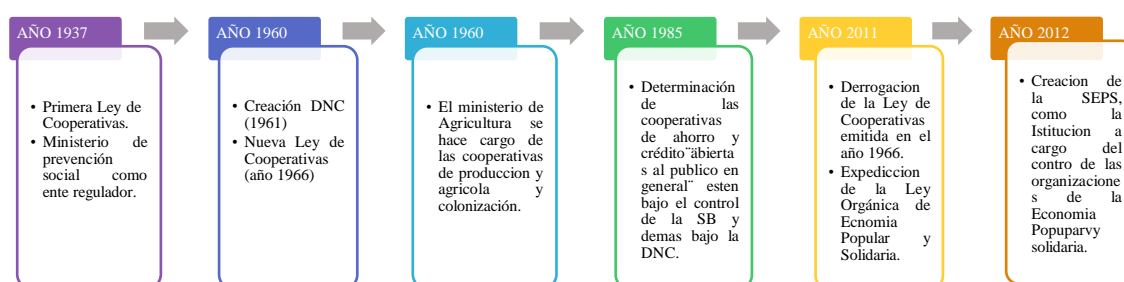 AÑO 1937
• Primera Ley de
Cooperativas.
• Ministerio de
prevención
social como
ente regulador.
AÑO 1960
• Creación DNC
(1961)
• Nueva Ley de
Cooperativas
(año 1966)
AÑO 1960
• El ministerio de
Agricultura se
hace cargo de
las cooperativas
de produccion y
agricola y
colonización.
AÑO 1985
• Determinación
de las
cooperativas
de ahorro y
crédito¨äbierta
s al publico en
general¨ esten
bajo el control
de la SB y
demas bajo la
DNC.
AÑO 2011
• Derrogacion
de la Ley de
Cooperativas
emitida en el
año 1966.
• Expediccion
de la Ley
Orgánica de
Ecnomia
Popular y
Solidaria.
AÑO 2012
• Creacion de
la SEPS,
como la
Istitucion a
cargo del
contro de las
organizacione
s de la
Economia
Popuparvy
solidaria.